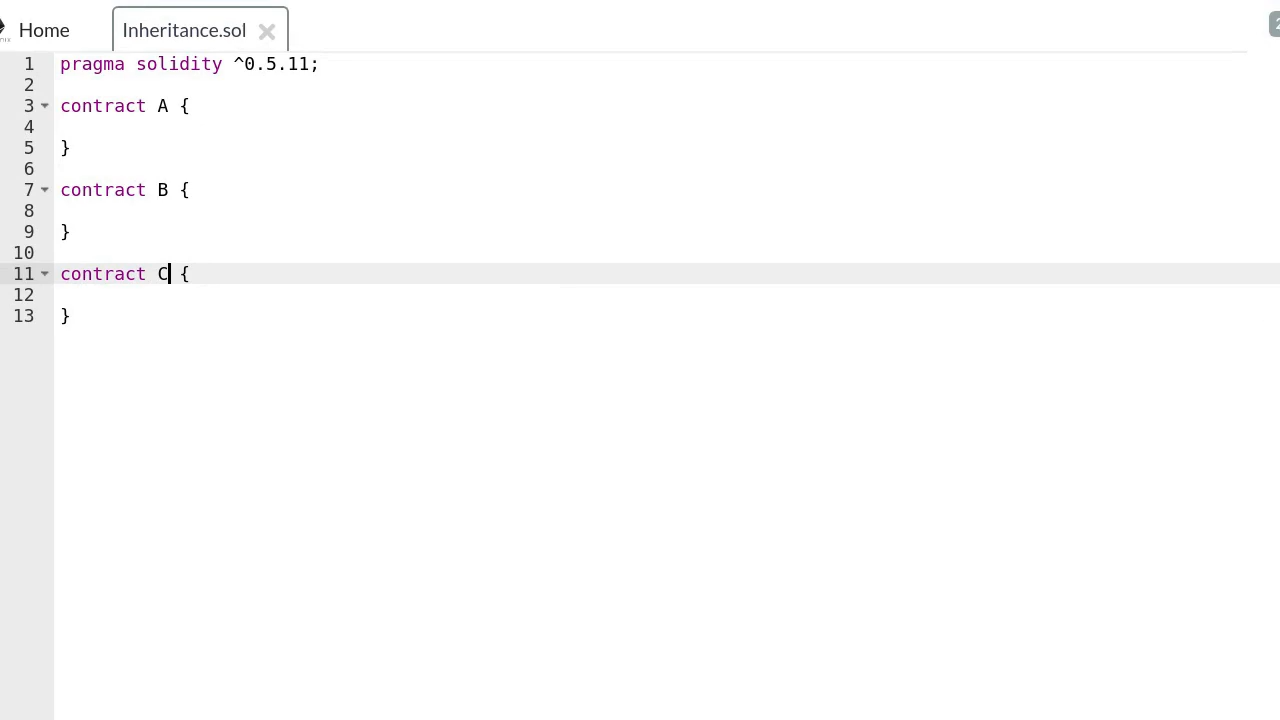 Home Inheritance.sol
1 pragma solidity ^0.5.11;
2
3 contract A {
4
5 }
6
7 contract B {
8
9 }
10
11 contract C {
12
13 }